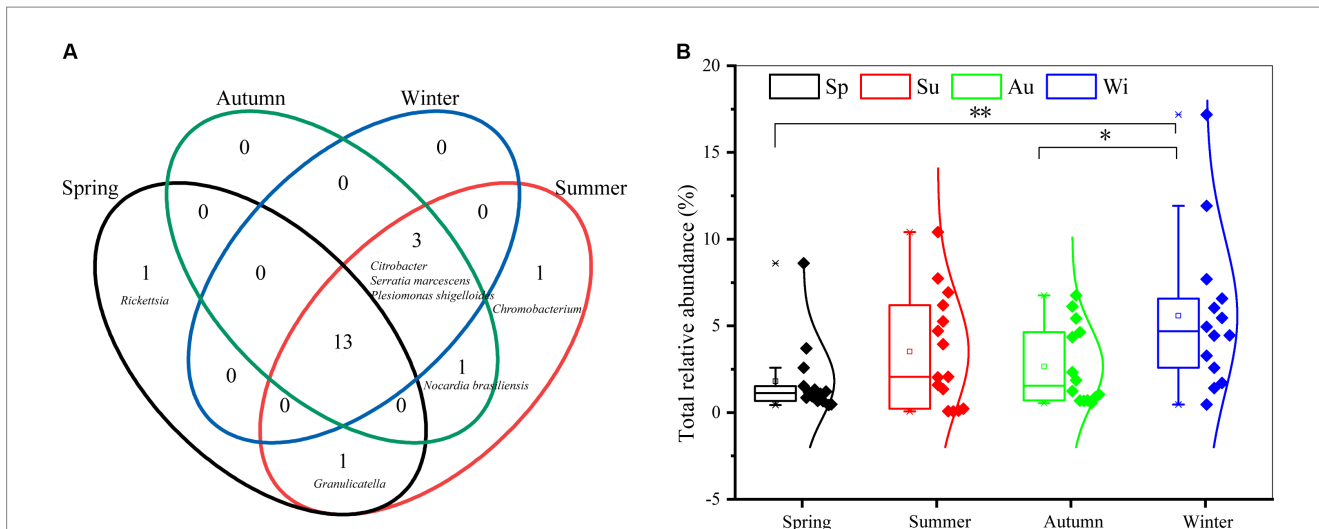 A
Autumn
Winter
Spring
Summer
0
0
0
0
0
3
Citrobacter
Serratia marcescens
Plesiomonas shigelloides
1
Rickettsia
0
1
Chromobacterium
13
0
1
Nocardia brasiliensis
0
0
1
Granulicatella
B
Total relative abundance (%)
20
15
10
5
0
-5
Sp
Su
Au
Wi
**
*
Spring
Summer
Autumn
Winter